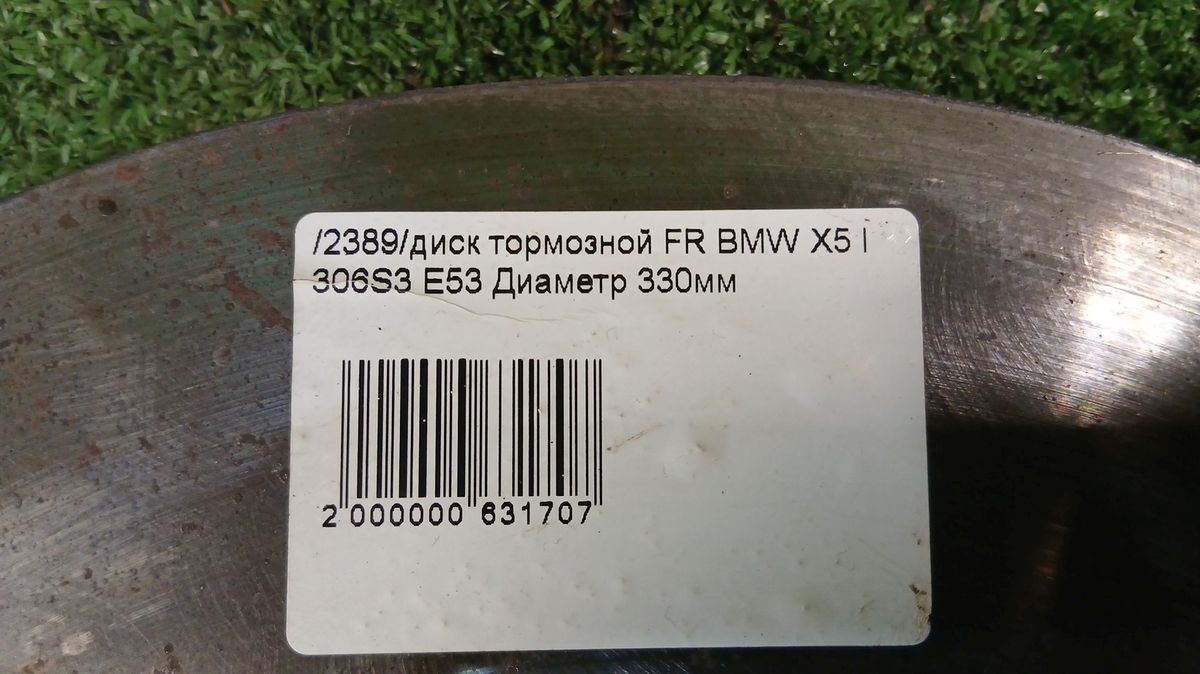 /2389/диск тормозной FR BMW X5 I
306S3 E53 Диаметр 330мм
2 000000 631707